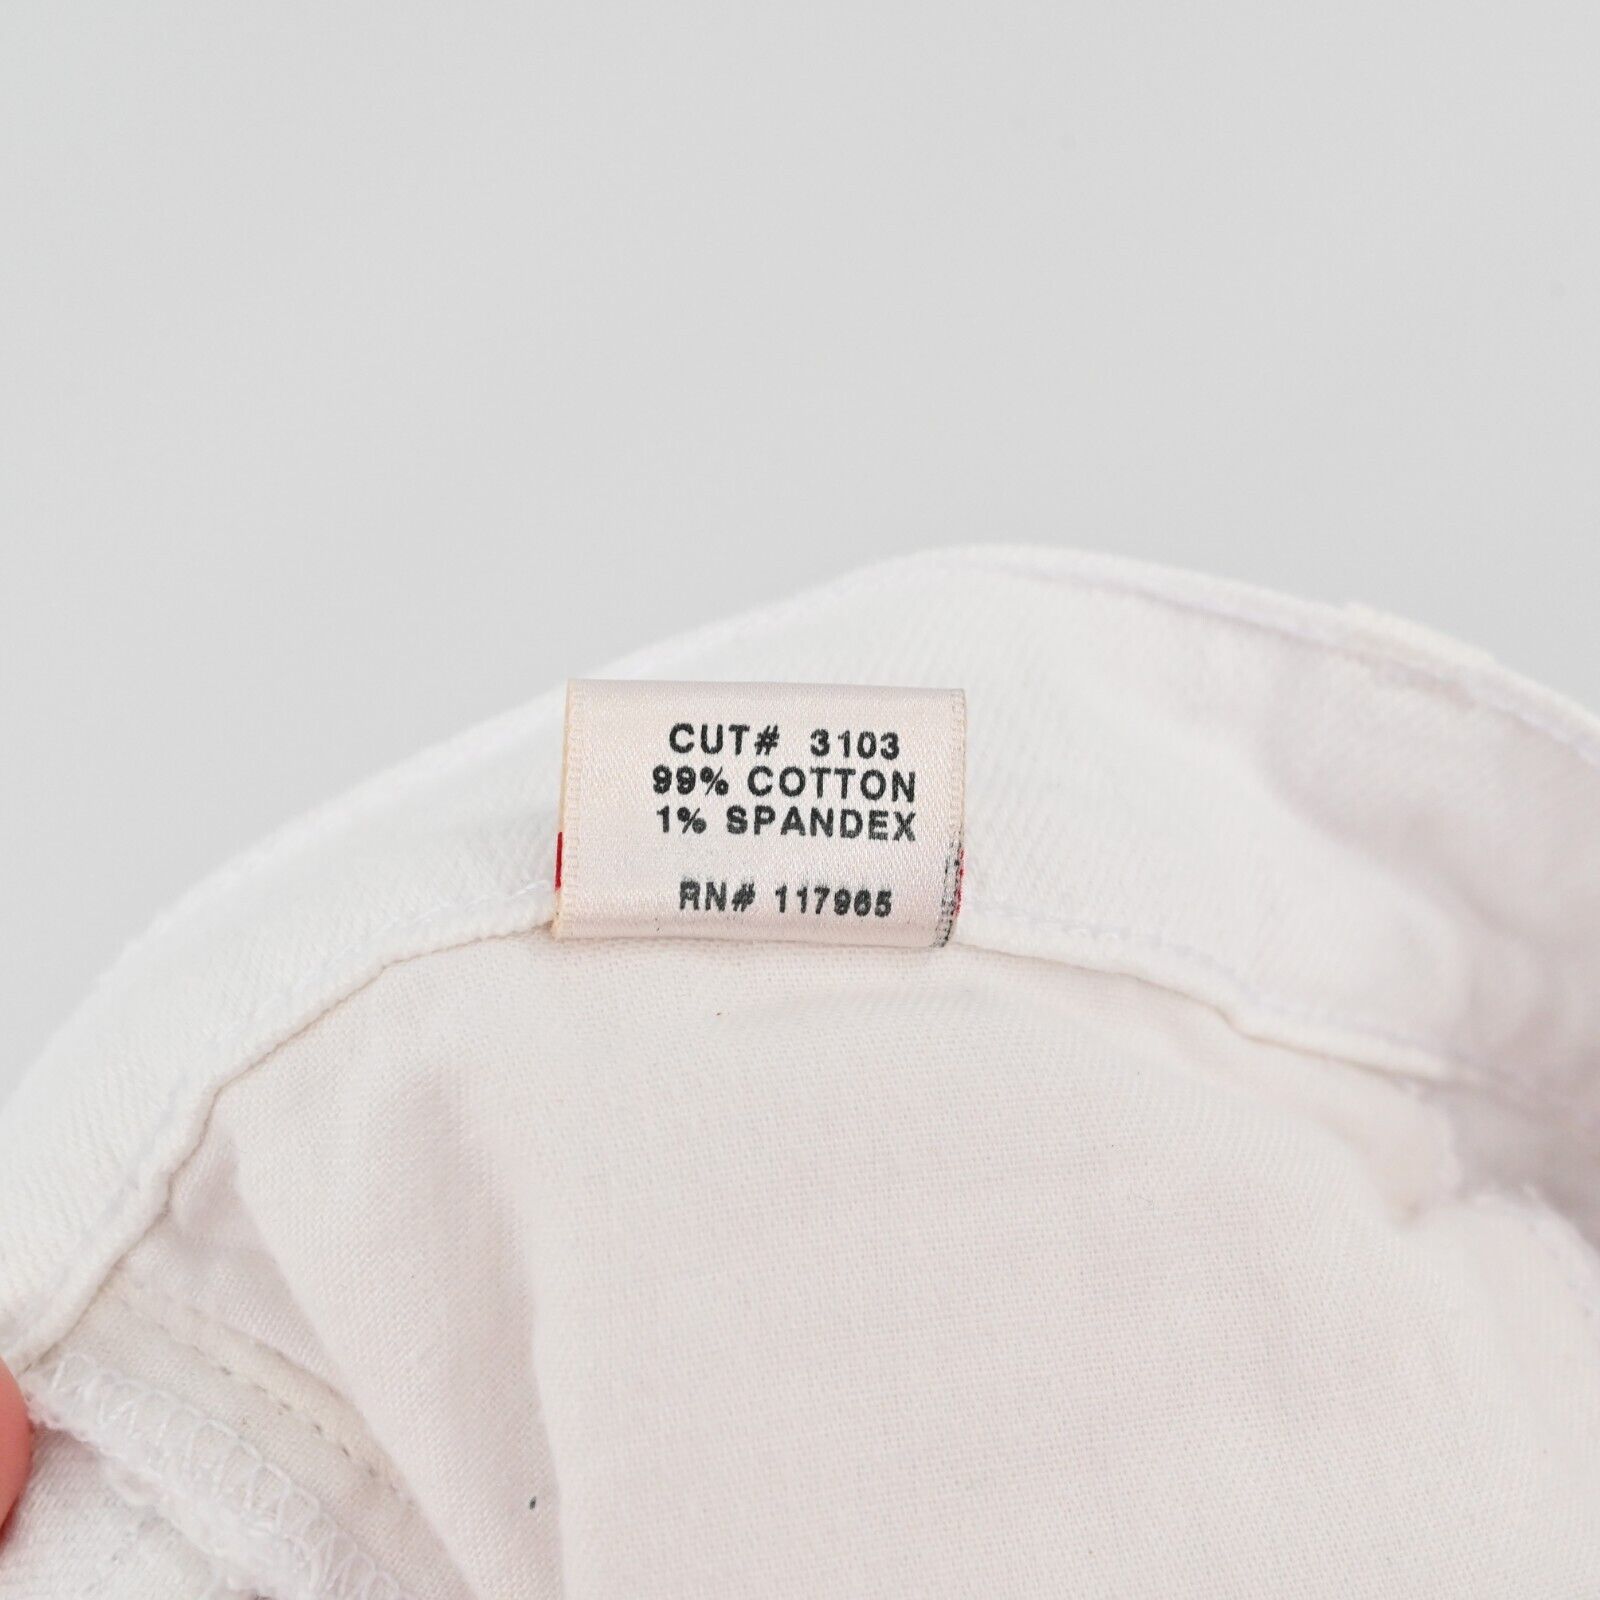 CUT# 3103
99% COTTON
1% SPANDEX
RN# 117965